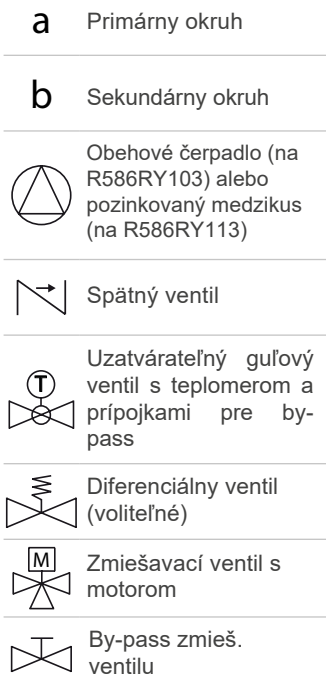 a Primárny okruh
b Sekundárny okruh
Obehové čerpadlo (na
R586RY103) alebo
pozinkovaný medzikus
(na R586RY113)
Spätný ventil
T
Uzatvárateľný guľový
ventil s teplomerom a
prípojkami pre by-
pass
Diferenciálny ventil
(voliteľné)
M
Zmiešavací ventil s
motorom
By-pass zmieš.
ventilu